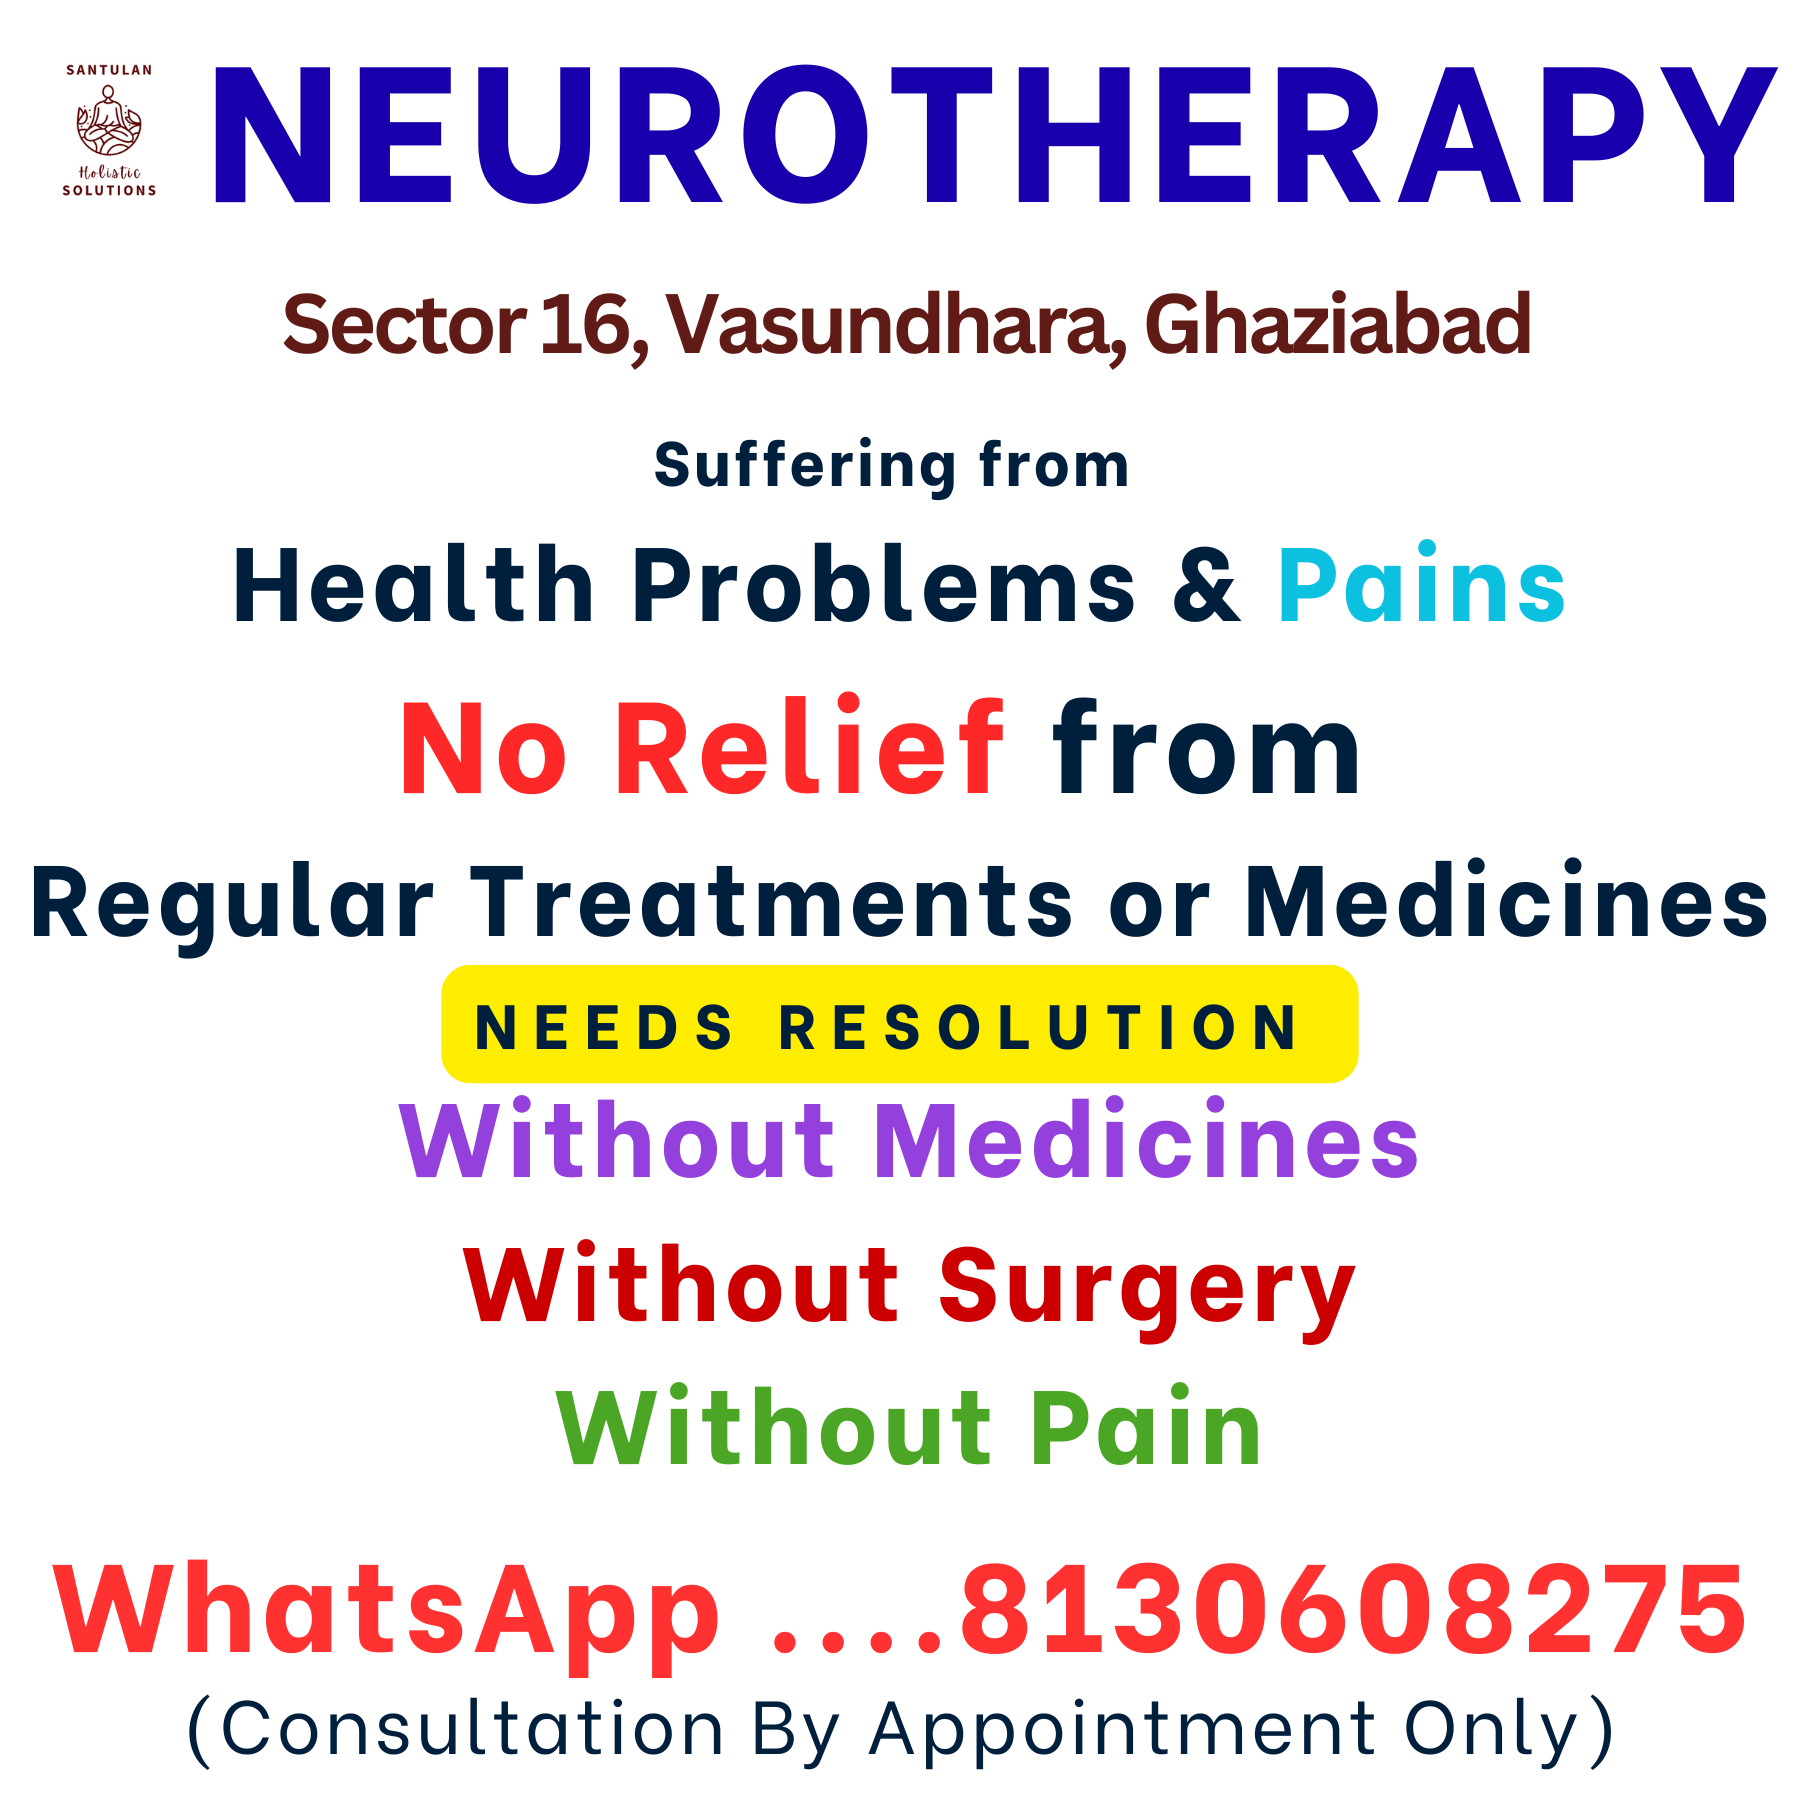 SANTULAN
Holistic
SOLUTIONS
NEUROTHERAPY
Sector 16, Vasundhara, Ghaziabad
Suffering from
Health Problems & Pains
No Relief from
Regular Treatments or Medicines
NEEDS RESOLUTION
Without Medicines
Without Surgery
Without Pain
WhatsApp ....8130608275
(Consultation By Appointment Only)